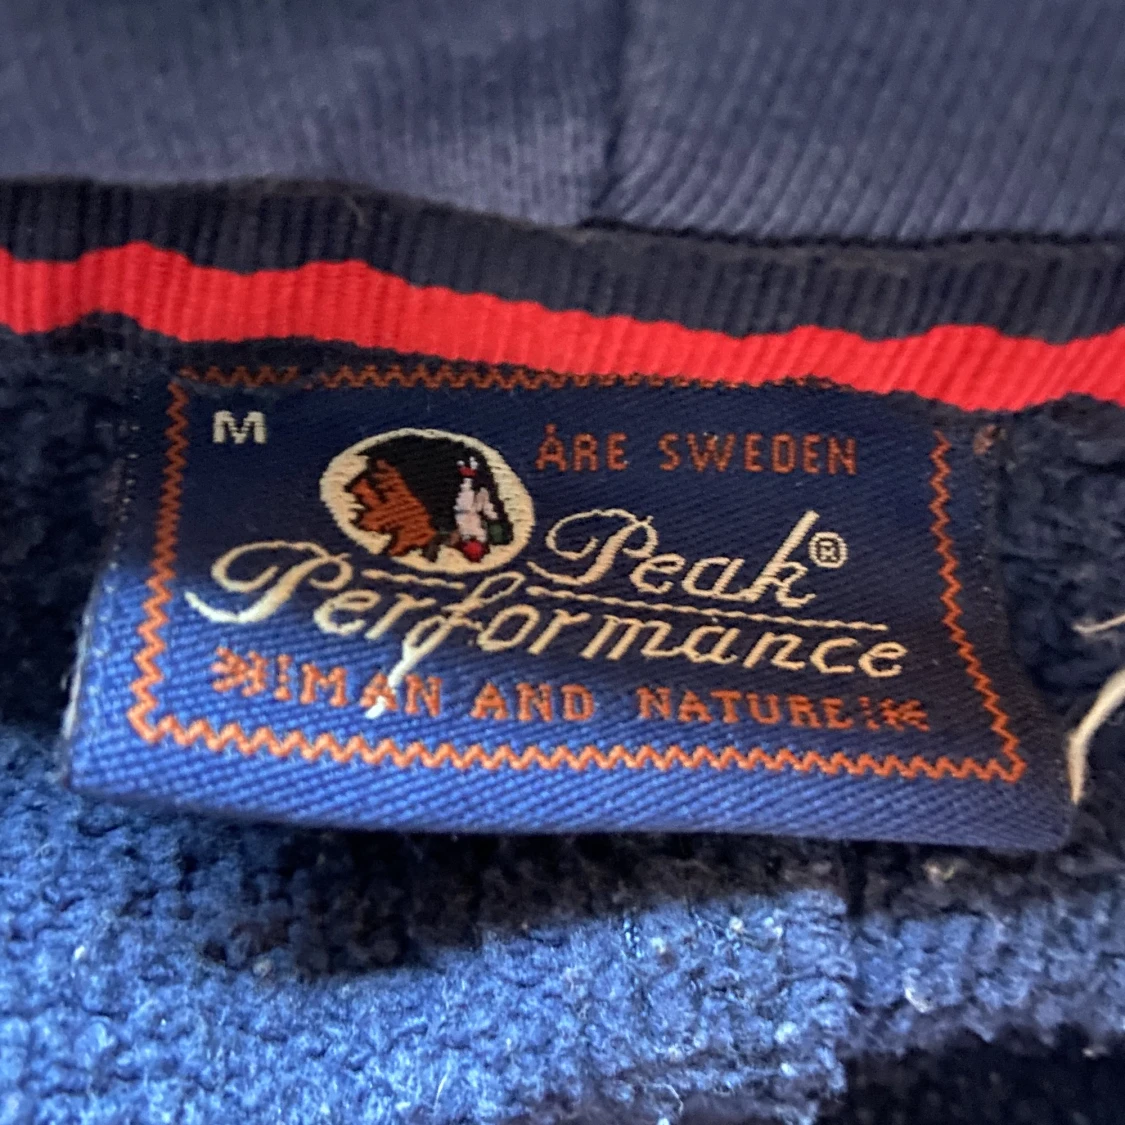 M
ÅRE SWEDEN
Peak®
Performance
MAN AND NATURE